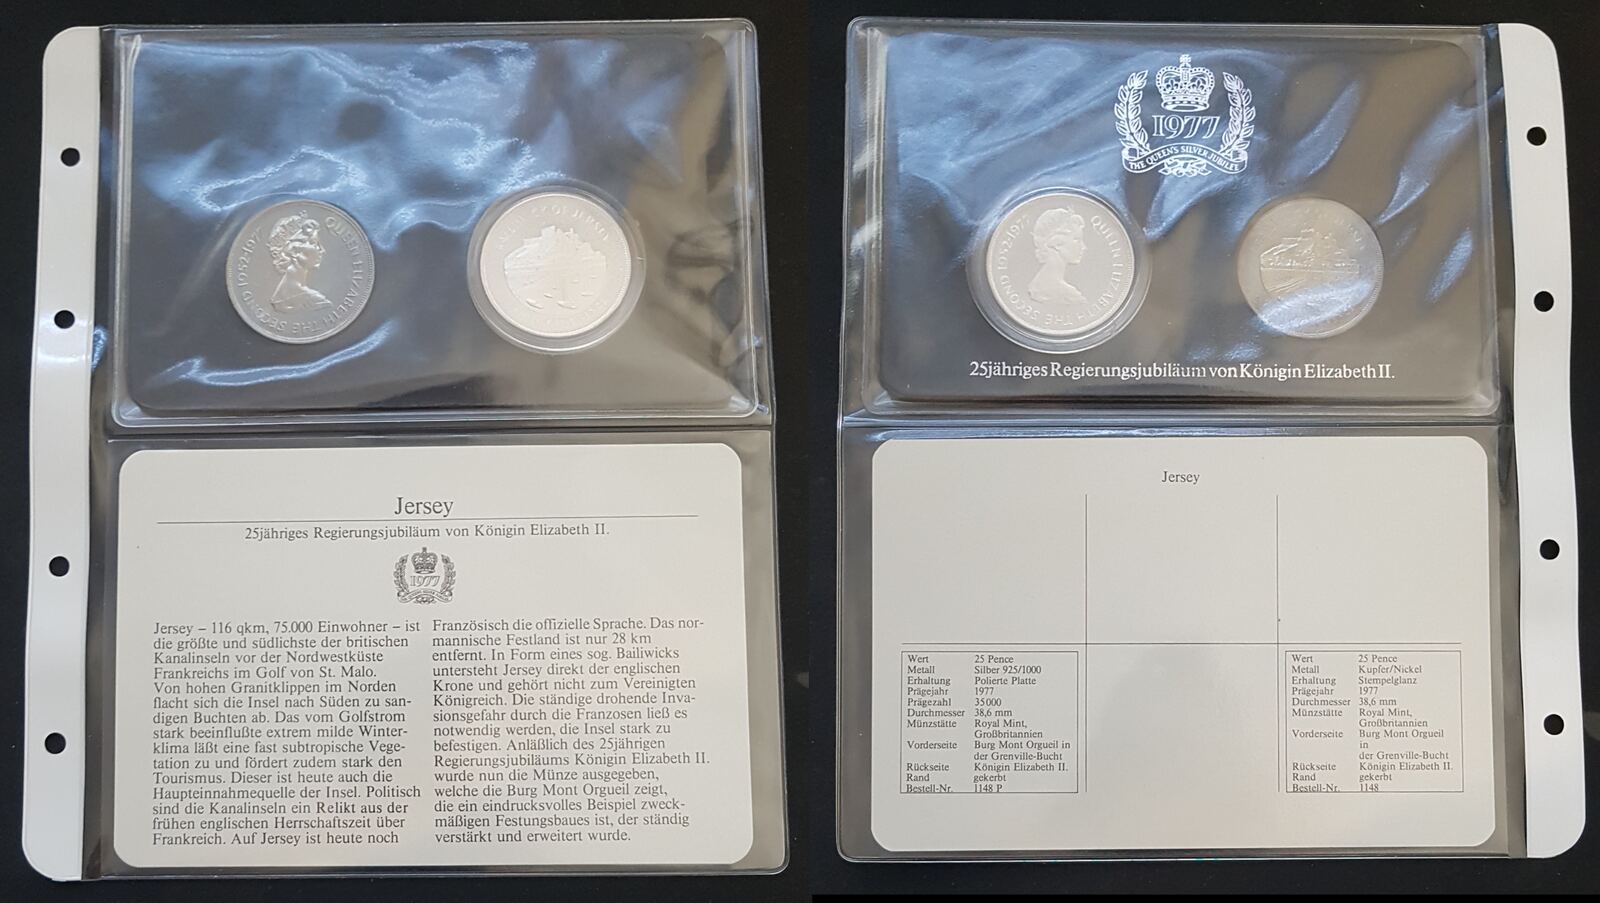 QUEEN ELIZABETH THE SECOND 1952·1977
BAILIWICK OF JERSEY
Jersey
25jähriges Regierungsjubiläum von Königin Elizabeth II.
1977
Jersey – 116 qkm, 75.000 Einwohner – ist
die größte und südlichste der britischen
Kanalinseln vor der Nordwestküste
Frankreichs im Golf von St. Malo.
Von hohen Granitklippen im Norden
flacht sich die Insel nach Süden zu san-
digen Buchten ab. Das vom Golfstrom
stark beeinflußte extrem milde Winter-
klima läßt eine fast subtropische Vege-
tation zu und fördert zudem stark den
Tourismus. Dieser ist heute auch die
Haupteinnahmequelle der Insel. Politisch
sind die Kanalinseln ein Relikt aus der
frühen englischen Herrschaftszeit über
Frankreich. Auf Jersey ist heute noch
Französisch die offizielle Sprache. Das nor-
mannische Festland ist nur 28 km
entfernt. In Form eines sog. Bailiwicks
untersteht Jersey direkt der englischen
Krone und gehört nicht zum Vereinigten
Königreich. Die ständige drohende Inva-
sionsgefahr durch die Franzosen ließ es
notwendig werden, die Insel stark zu
befestigen. Anläßlich des 25jährigen
Regierungsjubiläums Königin Elizabeth II.
wurde nun die Münze ausgegeben,
welche die Burg Mont Orgueil zeigt,
die ein eindrucksvolles Beispiel zweck-
mäßigen Festungsbaues ist, der ständig
verstärkt und erweitert wurde.
1977
THE QUEEN'S SILVER JUBILEE
QUEEN ELIZABETH THE SECOND 1952·1977
25jähriges Regierungsjubiläum von Königin Elizabeth II.
Jersey
Wert 25 Pence
Metall Silber 925/1000
Erhaltung Polierte Platte
Prägejahr 1977
Prägezahl 35000
Durchmesser 38,6 mm
Münzstätte Royal Mint,
Großbritannien
Vorderseite Burg Mont Orgueil in
der Grenville-Bucht
Rückseite Königin Elizabeth II.
Rand gekerbt
Bestell-Nr. 1148 P
Wert 25 Pence
Metall Kupfer/Nickel
Erhaltung Stempelglanz
Prägejahr 1977
Durchmesser 38,6 mm
Münzstätte Royal Mint,
Großbritannien
Vorderseite Burg Mont Orgueil
in
der Grenville-Bucht
Rückseite Königin Elizabeth II.
Rand gekerbt
Bestell-Nr. 1148